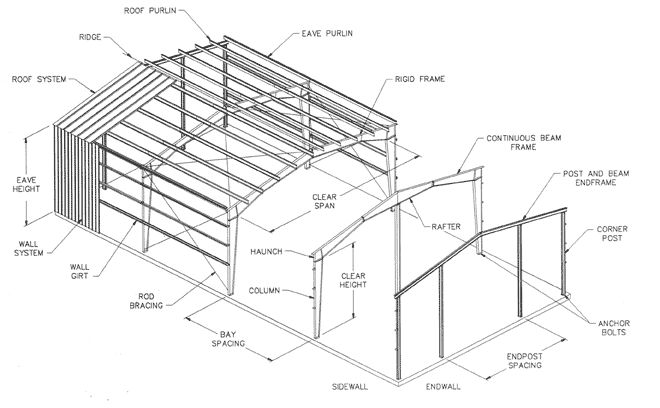 ROOF PURLIN
RIDGE
EAVE PURLIN
ROOF SYSTEM
RIGID FRAME
CONTINUOUS BEAM
FRAME
POST AND BEAM
ENDFRAME
EAVE
HEIGHT
CLEAR
SPAN
RAFTER
CORNER
POST
WALL
SYSTEM
WALL
GIRT
HAUNCH
CLEAR
HEIGHT
COLUMN
ROD
BRACING
BAY
SPACING
ANCHOR
BOLTS
ENDPOST
SPACING
SIDEWALL
ENDWALL